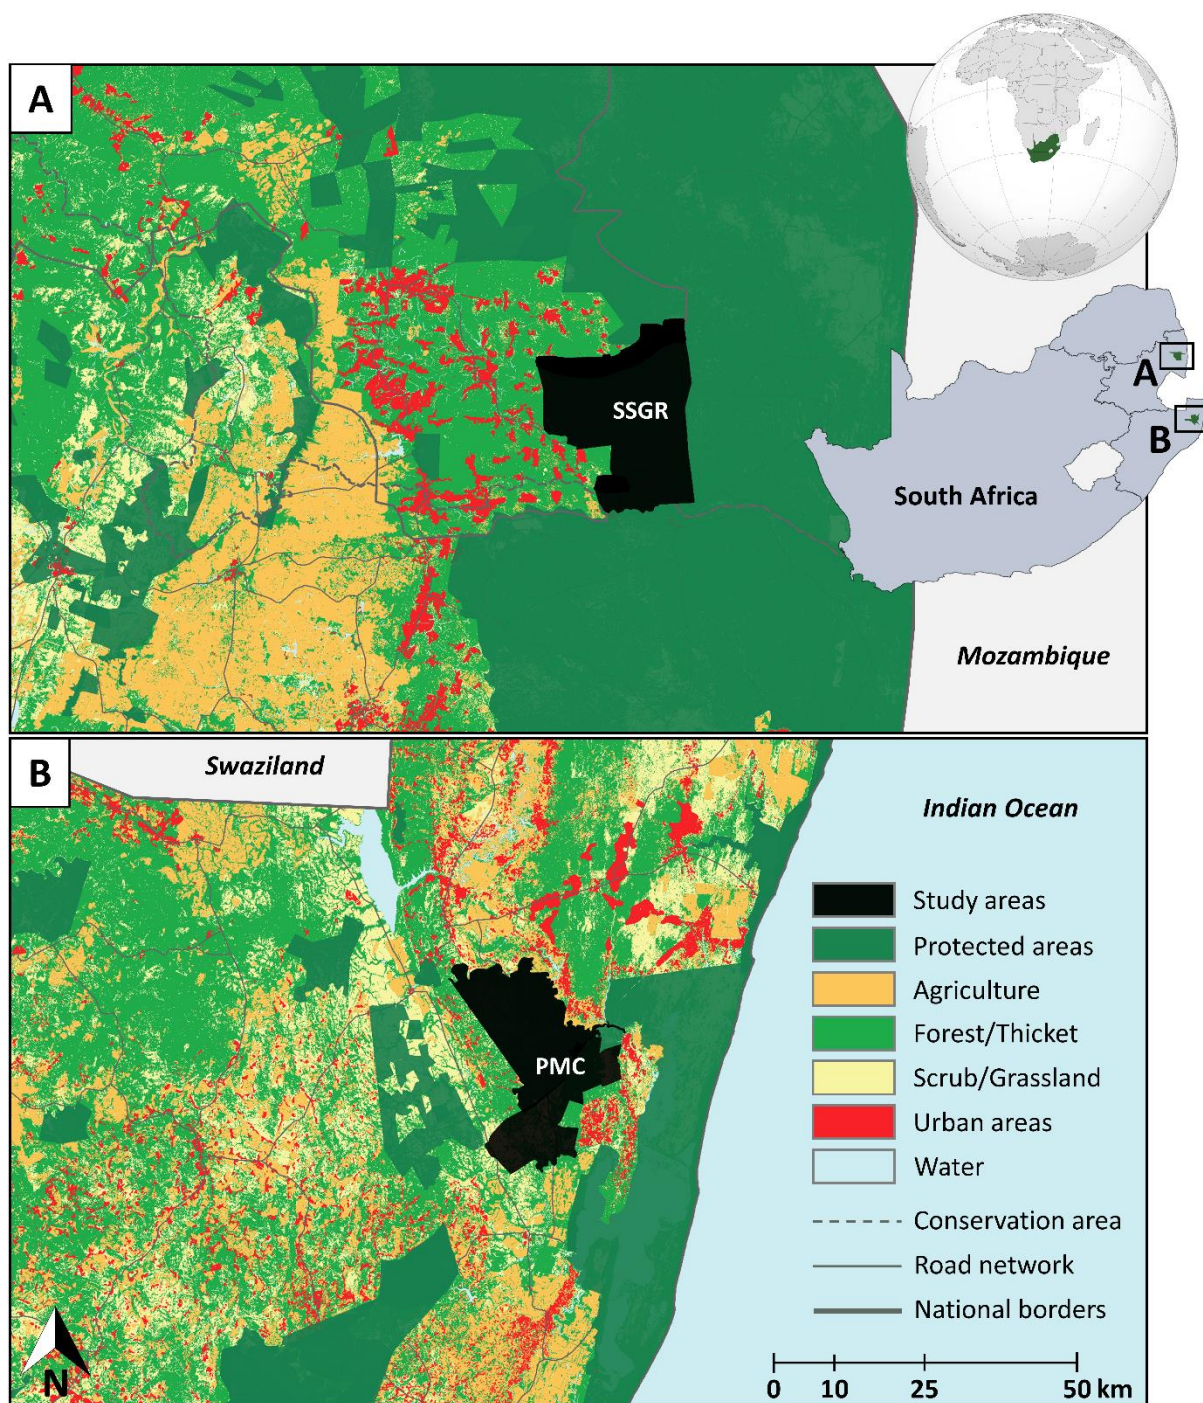 A
SSGR
A
B
South Africa
Mozambique
B
Swaziland
Indian Ocean
PMC
Study areas
Protected areas
Agriculture
Forest/Thicket
Scrub/Grassland
Urban areas
Water
Conservation area
Road network
National borders
N
0 10 25 50 km